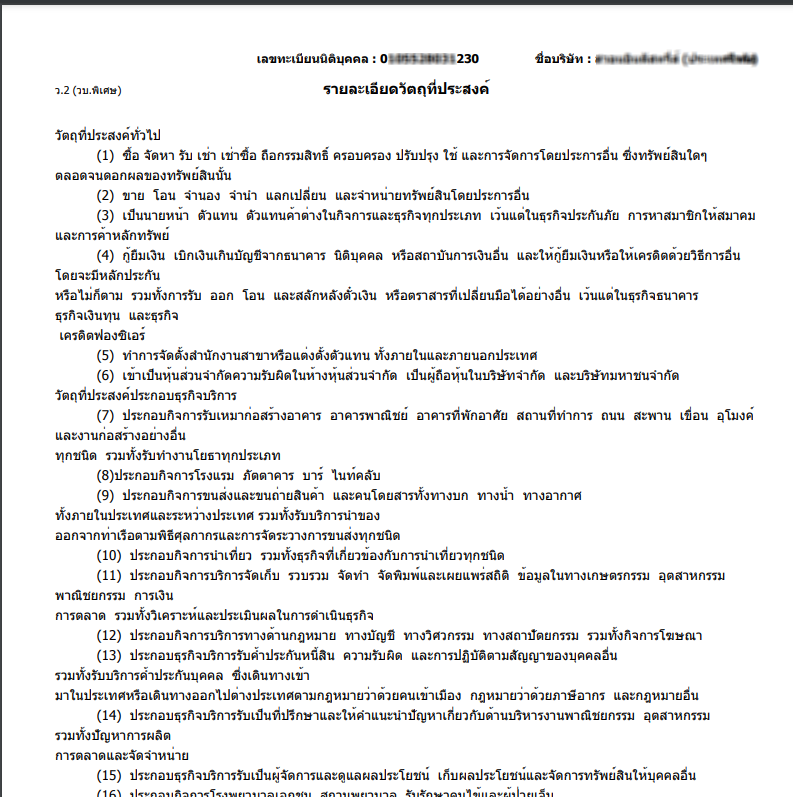 เลขทะเบียนนิติบุคคล : 0 230 ชื่อบริษัท :
ว.2 (วบ.พิเศษ) รายละเอียดวัตถุที่ประสงค์
วัตถุที่ประสงค์ทั่วไป
(1) ซื้อ จัดหา รับ เช่า เช่าซื้อ ถือกรรมสิทธิ์ ครอบครอง ปรับปรุง ใช้ และการจัดการโดยประการอื่น ซึ่งทรัพย์สินใดๆ
ตลอดจนดอกผลของทรัพย์สินนั้น
(2) ขาย โอน จำนอง จำนำ แลกเปลี่ยน และจำหน่ายทรัพย์สินโดยประการอื่น
(3) เป็นนายหน้า ตัวแทน ตัวแทนค้าต่างในกิจการและธุรกิจทุกประเภท เว้นแต่ในธุรกิจประกันภัย การหาสมาชิกให้สมาคม
และการค้าหลักทรัพย์
(4) กู้ยืมเงิน เบิกเงินเกินบัญชีจากธนาคาร นิติบุคคล หรือสถาบันการเงินอื่น และให้กู้ยืมเงินหรือให้เครดิตด้วยวิธีการอื่น
โดยจะมีหลักประกัน
หรือไม่ก็ตาม รวมทั้งการรับ ออก โอน และสลักหลังตั๋วเงิน หรือตราสารที่เปลี่ยนมือได้อย่างอื่น เว้นแต่ในธุรกิจธนาคาร
ธุรกิจเงินทุน และธุรกิจ
เครดิตฟองซิเอร์
(5) ทำการจัดตั้งสำนักงานสาขาหรือแต่งตั้งตัวแทน ทั้งภายในและภายนอกประเทศ
(6) เข้าเป็นหุ้นส่วนจำกัดความรับผิดในห้างหุ้นส่วนจำกัด เป็นผู้ถือหุ้นในบริษัทจำกัด และบริษัทมหาชนจำกัด
วัตถุที่ประสงค์ประกอบธุรกิจบริการ
(7) ประกอบกิจการรับเหมาก่อสร้างอาคาร อาคารพาณิชย์ อาคารที่พักอาศัย สถานที่ทำการ ถนน สะพาน เขื่อน อุโมงค์
และงานก่อสร้างอย่างอื่น
ทุกชนิด รวมทั้งรับทำงานโยธาทุกประเภท
(8)ประกอบกิจการโรงแรม ภัตตาคาร บาร์ ไนท์คลับ
(9) ประกอบกิจการขนส่งและขนถ่ายสินค้า และคนโดยสารทั้งทางบก ทางน้ำ ทางอากาศ
ทั้งภายในประเทศและระหว่างประเทศ รวมทั้งรับบริการนำของ
ออกจากท่าเรือตามพิธีศุลกากรและการจัดระวางการขนส่งทุกชนิด
(10) ประกอบกิจการนำเที่ยว รวมทั้งธุรกิจที่เกี่ยวข้องกับการนำเที่ยวทุกชนิด
(11) ประกอบกิจการบริการจัดเก็บ รวบรวม จัดทำ จัดพิมพ์และเผยแพร่สถิติ ข้อมูลในทางเกษตรกรรม อุตสาหกรรม
พาณิชยกรรม การเงิน
การตลาด รวมทั้งวิเคราะห์และประเมินผลในการดำเนินธุรกิจ
(12) ประกอบกิจการบริการทางด้านกฎหมาย ทางบัญชี ทางวิศวกรรม ทางสถาปัตยกรรม รวมทั้งกิจการโฆษณา
(13) ประกอบธุรกิจบริการรับค้ำประกันหนี้สิน ความรับผิด และการปฏิบัติตามสัญญาของบุคคลอื่น
รวมทั้งรับบริการค้ำประกันบุคคล ซึ่งเดินทางเข้า
มาในประเทศหรือเดินทางออกไปต่างประเทศตามกฎหมายว่าด้วยคนเข้าเมือง กฎหมายว่าด้วยภาษีอากร และกฎหมายอื่น
(14) ประกอบธุรกิจบริการรับเป็นที่ปรึกษาและให้คำแนะนำปัญหาเกี่ยวกับด้านบริหารงานพาณิชยกรรม อุตสาหกรรม
รวมทั้งปัญหาการผลิต
การตลาดและจัดจำหน่าย
(15) ประกอบธุรกิจบริการรับเป็นผู้จัดการและดูแลผลประโยชน์ เก็บผลประโยชน์และจัดการทรัพย์สินให้บุคคลอื่น
(16) ประกอบกิจการโรงพยาบาลเอกชน สถานพยาบาล รับรักษาคนไข้และผู้ป่วยเจ็บ